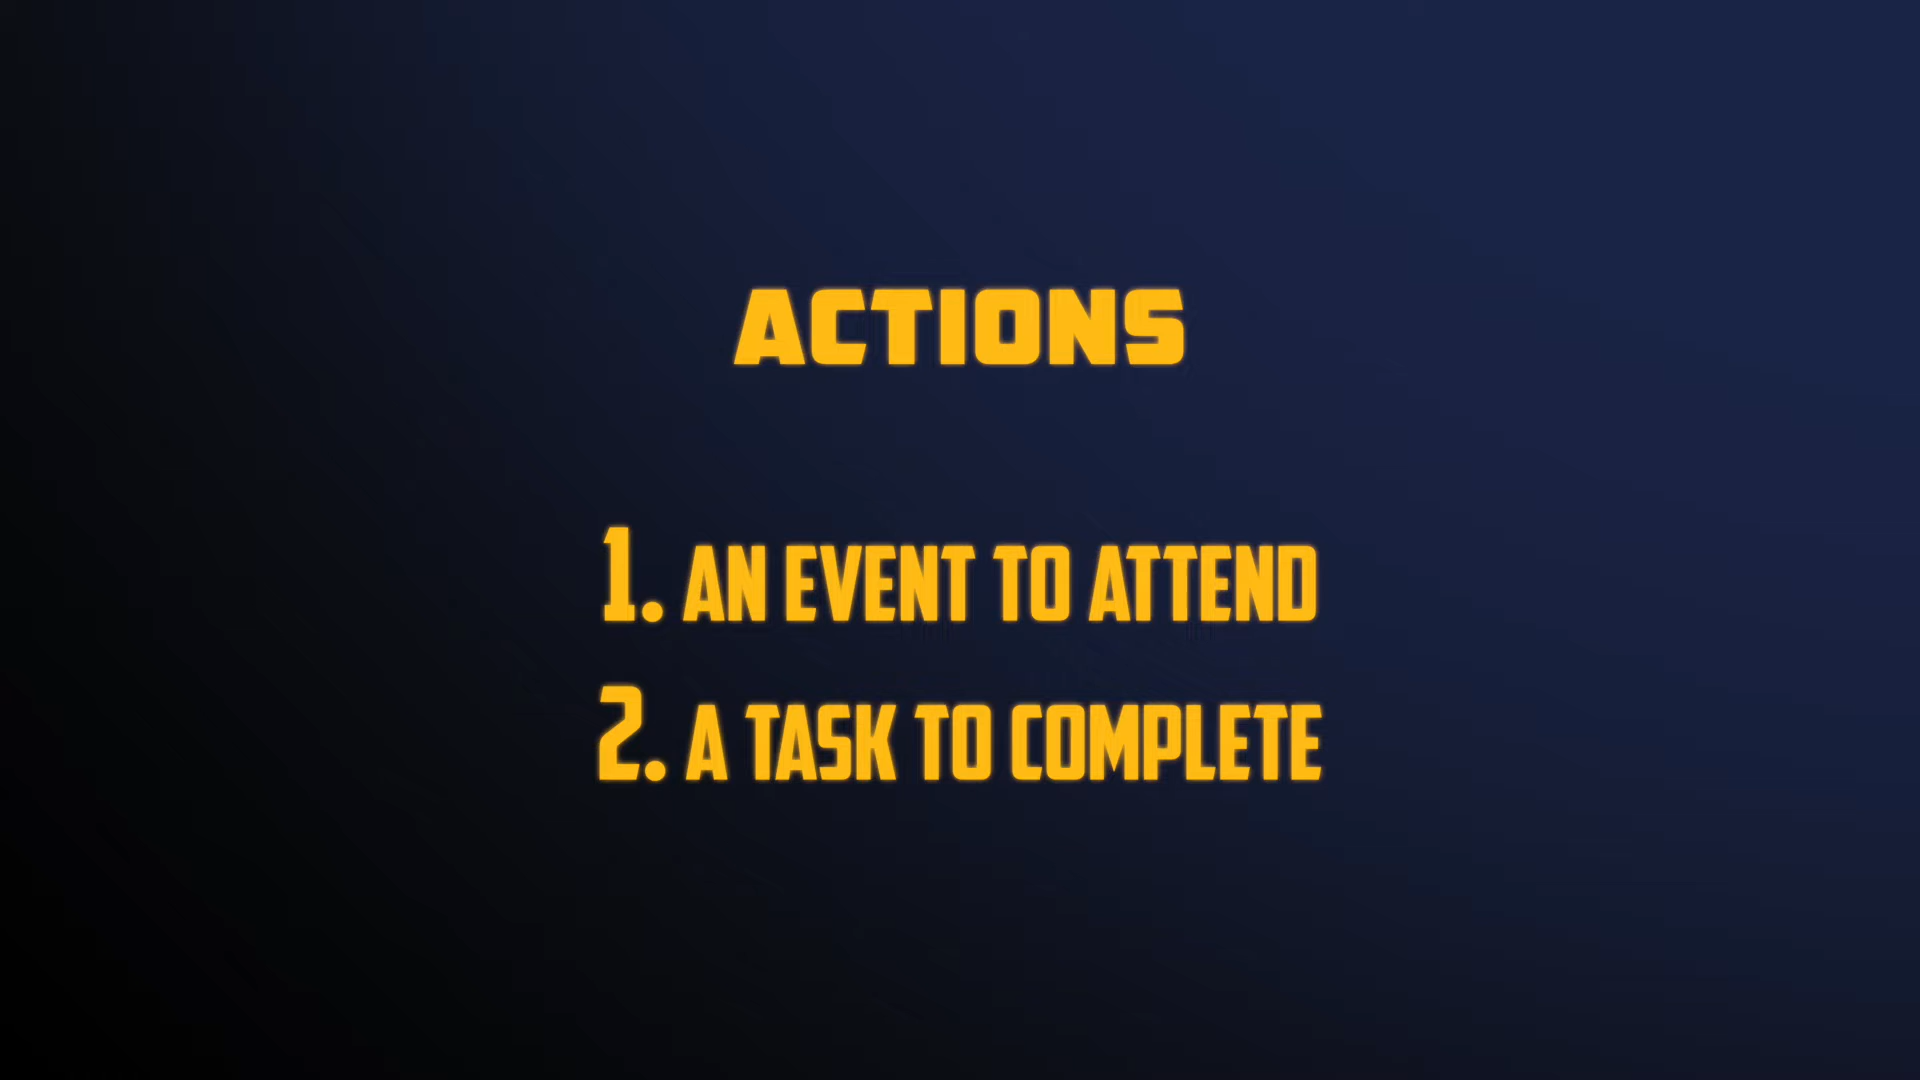 ACTIONS
1. AN EVENT TO ATTEND
2. A TASK TO COMPLETE